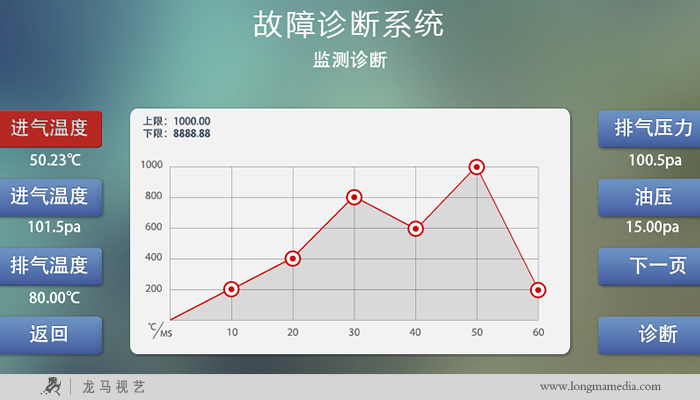 故障诊断系统
监测诊断
进气温度
50.23℃
进气温度
101.5pa
排气温度
80.00℃
返回
上限：1000.00
下限：8888.88
1000
800
600
400
200
℃/MS
10
20
30
40
50
60
排气压力
100.5pa
油压
15.00pa
下一页
诊断
龙马视艺
www.longmamedia.com